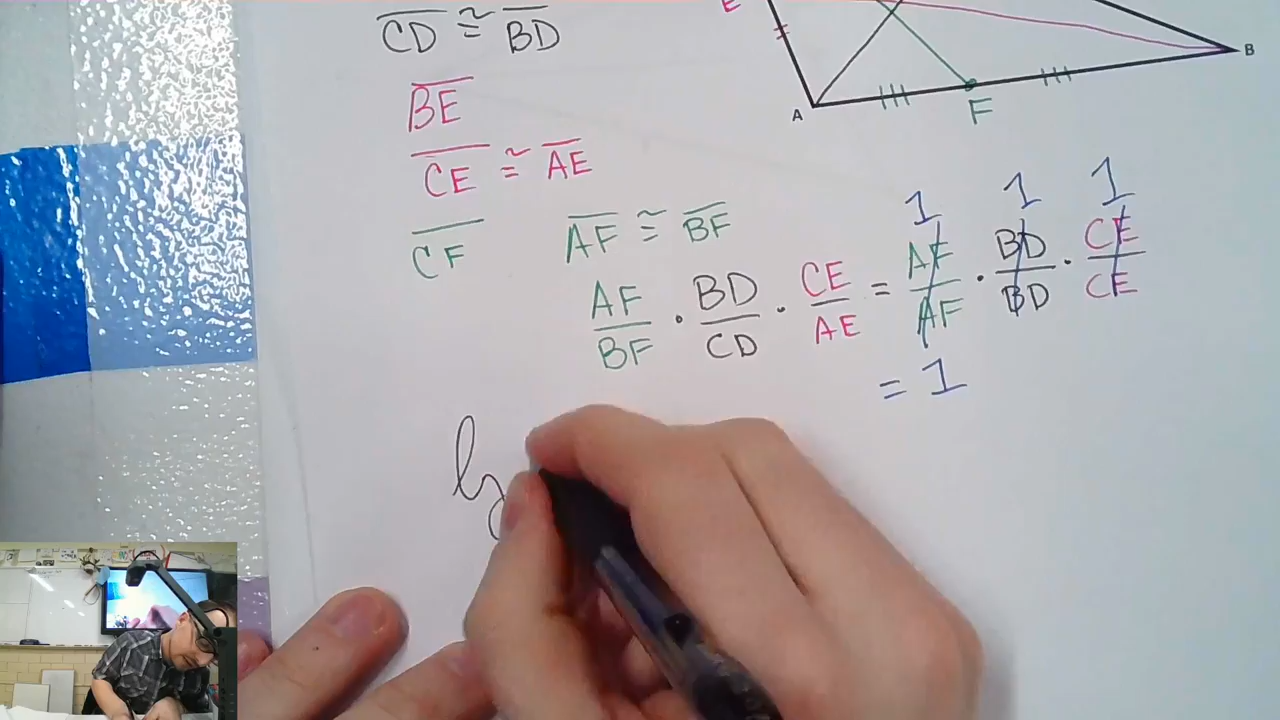 CD ≅ BD
E
B
BE
A
F
CE ≅ AE
CF AF ≅ BF
1 1 1
AF/BF · BD/CD · CE/AE = AF/AF · BD/BD · CE/CE
= 1
by